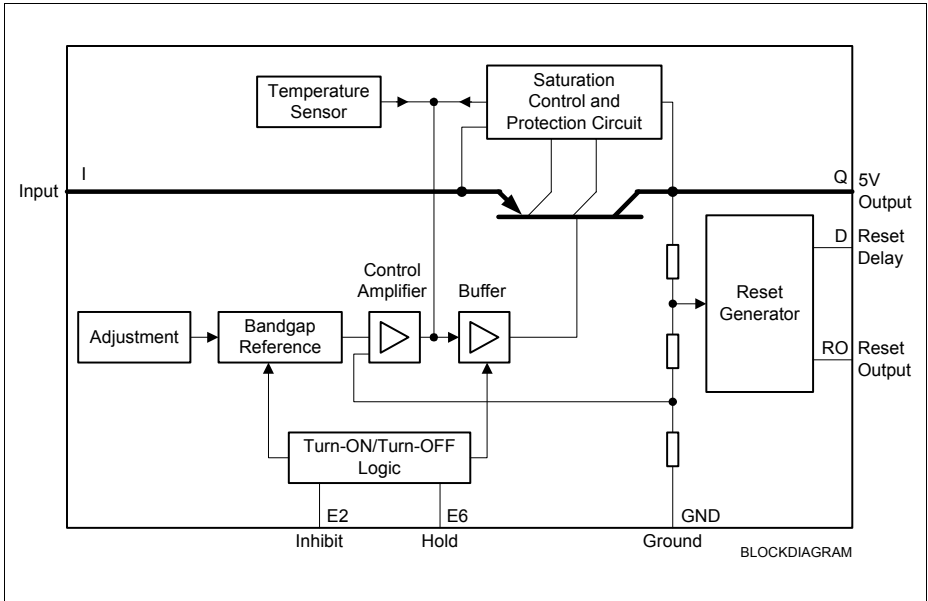 Temperature
Sensor
Saturation
Control and
Protection Circuit
I
Input
Q
5V
Output
D
Reset
Delay
Reset
Generator
RO
Reset
Output
Control
Amplifier
Buffer
Adjustment
Bandgap
Reference
Turn-ON/Turn-OFF
Logic
E2
E6
GND
Inhibit
Hold
Ground
BLOCKDIAGRAM